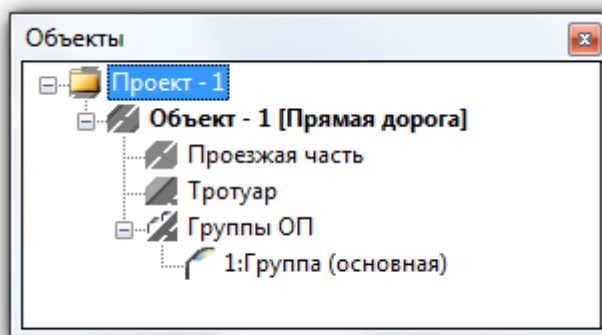 Объекты
Проект - 1
Объект - 1 [Прямая дорога]
Проезжая часть
Тротуар
Группы ОП
1:Группа (основная)